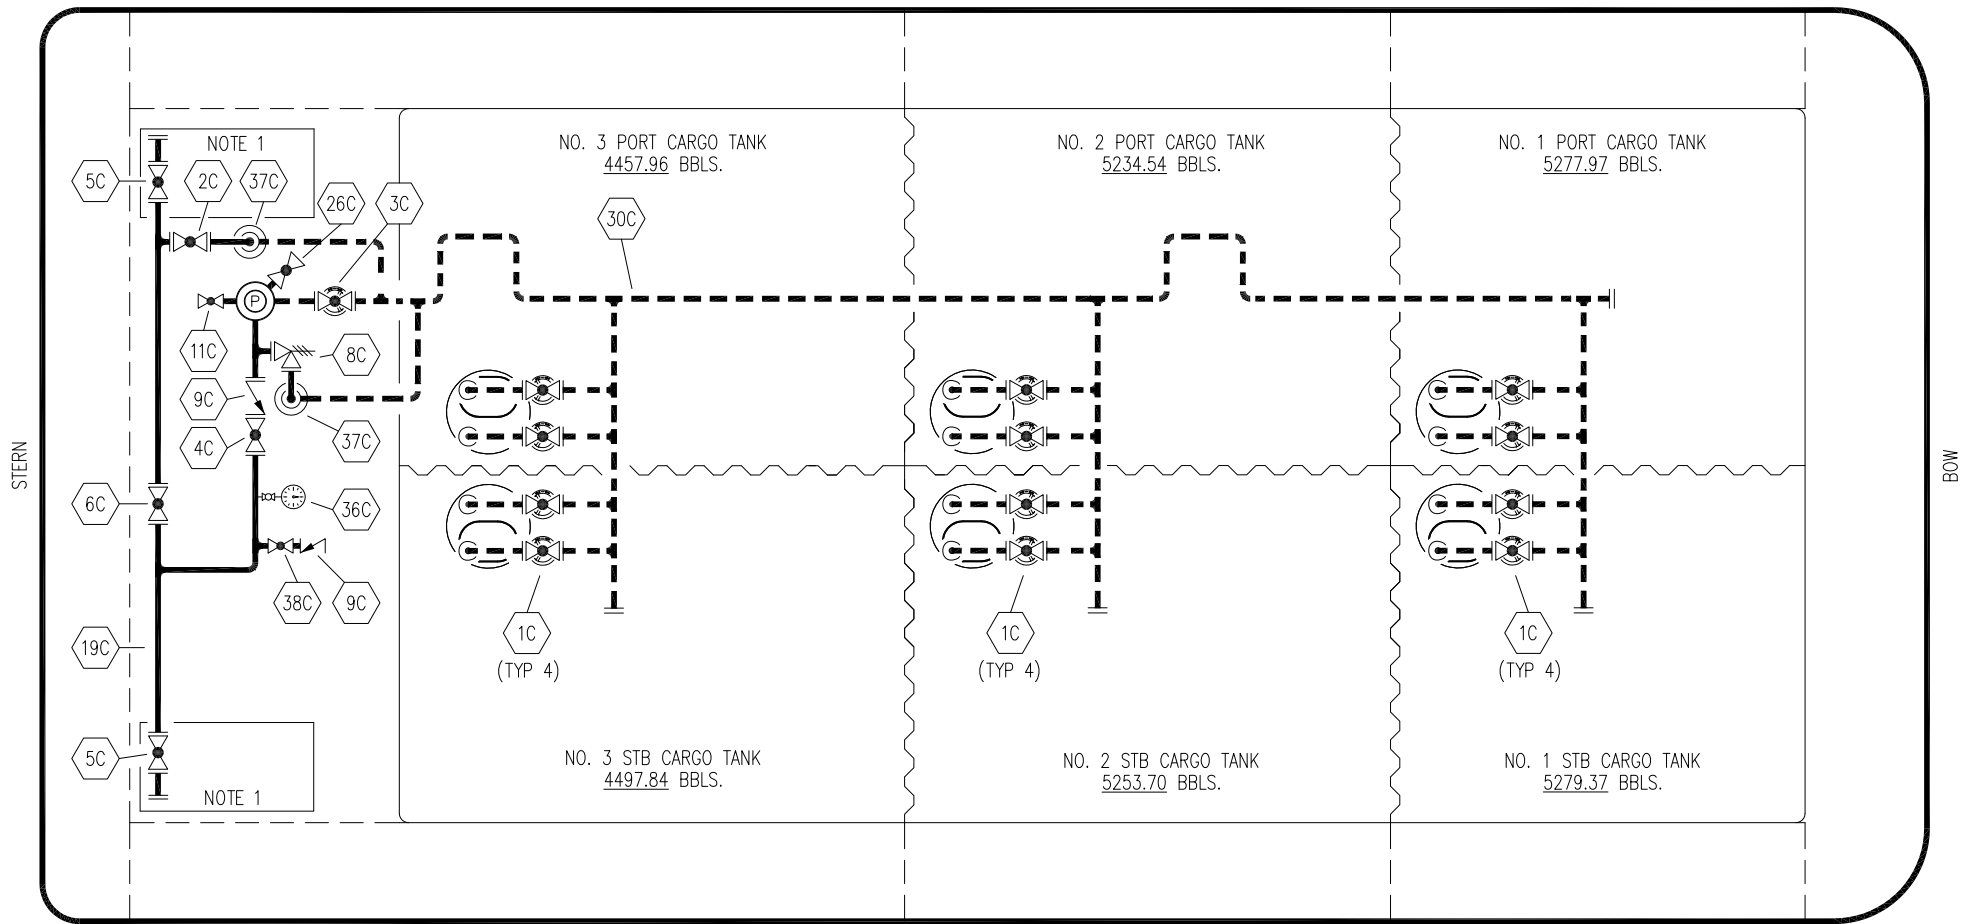 NO. 3 PORT CARGO TANK
4457.96 BBLS.
NO. 2 PORT CARGO TANK
5234.54 BBLS.
NO. 1 PORT CARGO TANK
5277.97 BBLS.
NOTE 1
5C
2C
37C
26C
3C
30C
P
11C
8C
9C
4C
37C
STERN
BOW
6C
36C
38C
9C
19C
1C
(TYP 4)
1C
(TYP 4)
1C
(TYP 4)
5C
NOTE 1
NO. 3 STB CARGO TANK
4497.84 BBLS.
NO. 2 STB CARGO TANK
5253.70 BBLS.
NO. 1 STB CARGO TANK
5279.37 BBLS.